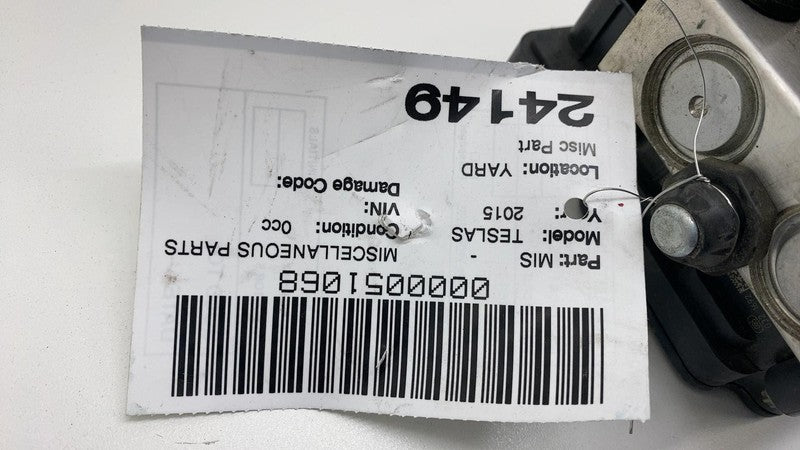 0000051068
Part: MIS - MISCELLANEOUS PARTS
Model: TESLAS Condition: 0cc
Year: 2015 VIN:
Damage Code:
Location: YARD
Misc Part
24149